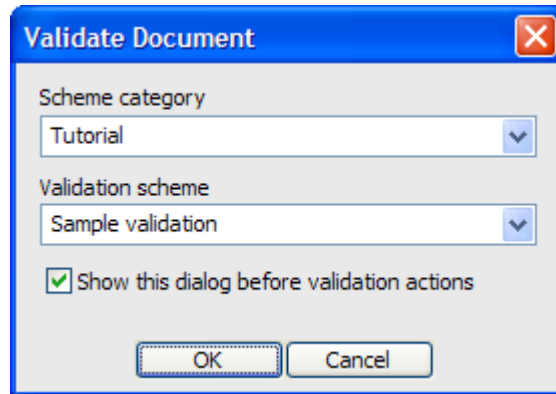 Validate Document
Scheme category
Tutorial
Validation scheme
Sample validation
Show this dialog before validation actions
OK Cancel